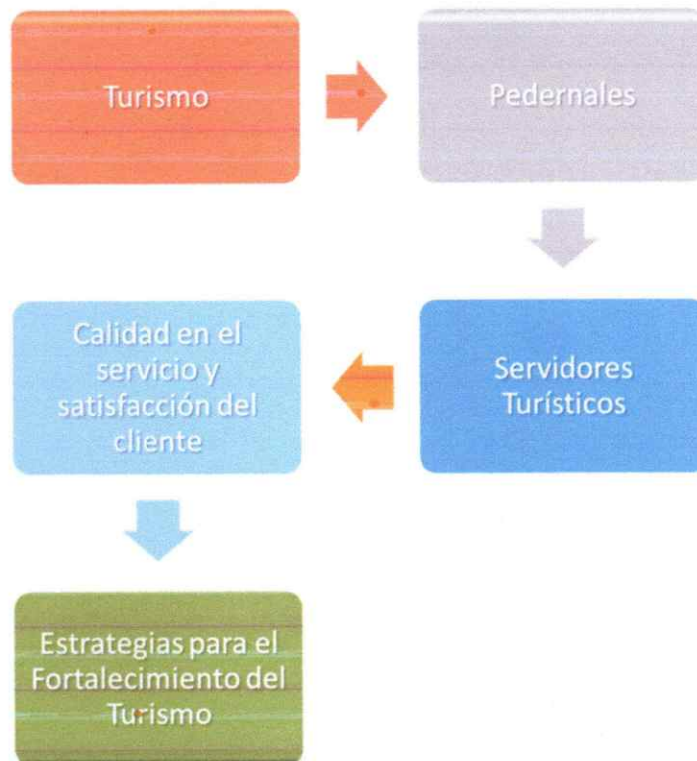 Turismo
Pedernales
Servidores
Turísticos
Calidad en el
servicio y
satisfacción del
cliente
Estrategias para el
Fortalecimiento del
Turismo